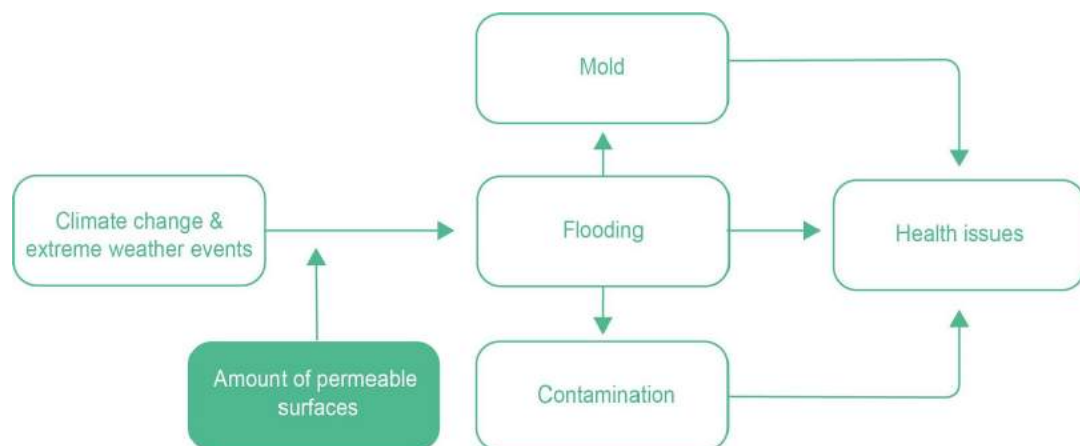 Mold
Climate change &
extreme weather events
Flooding
Health issues
Amount of permeable
surfaces
Contamination